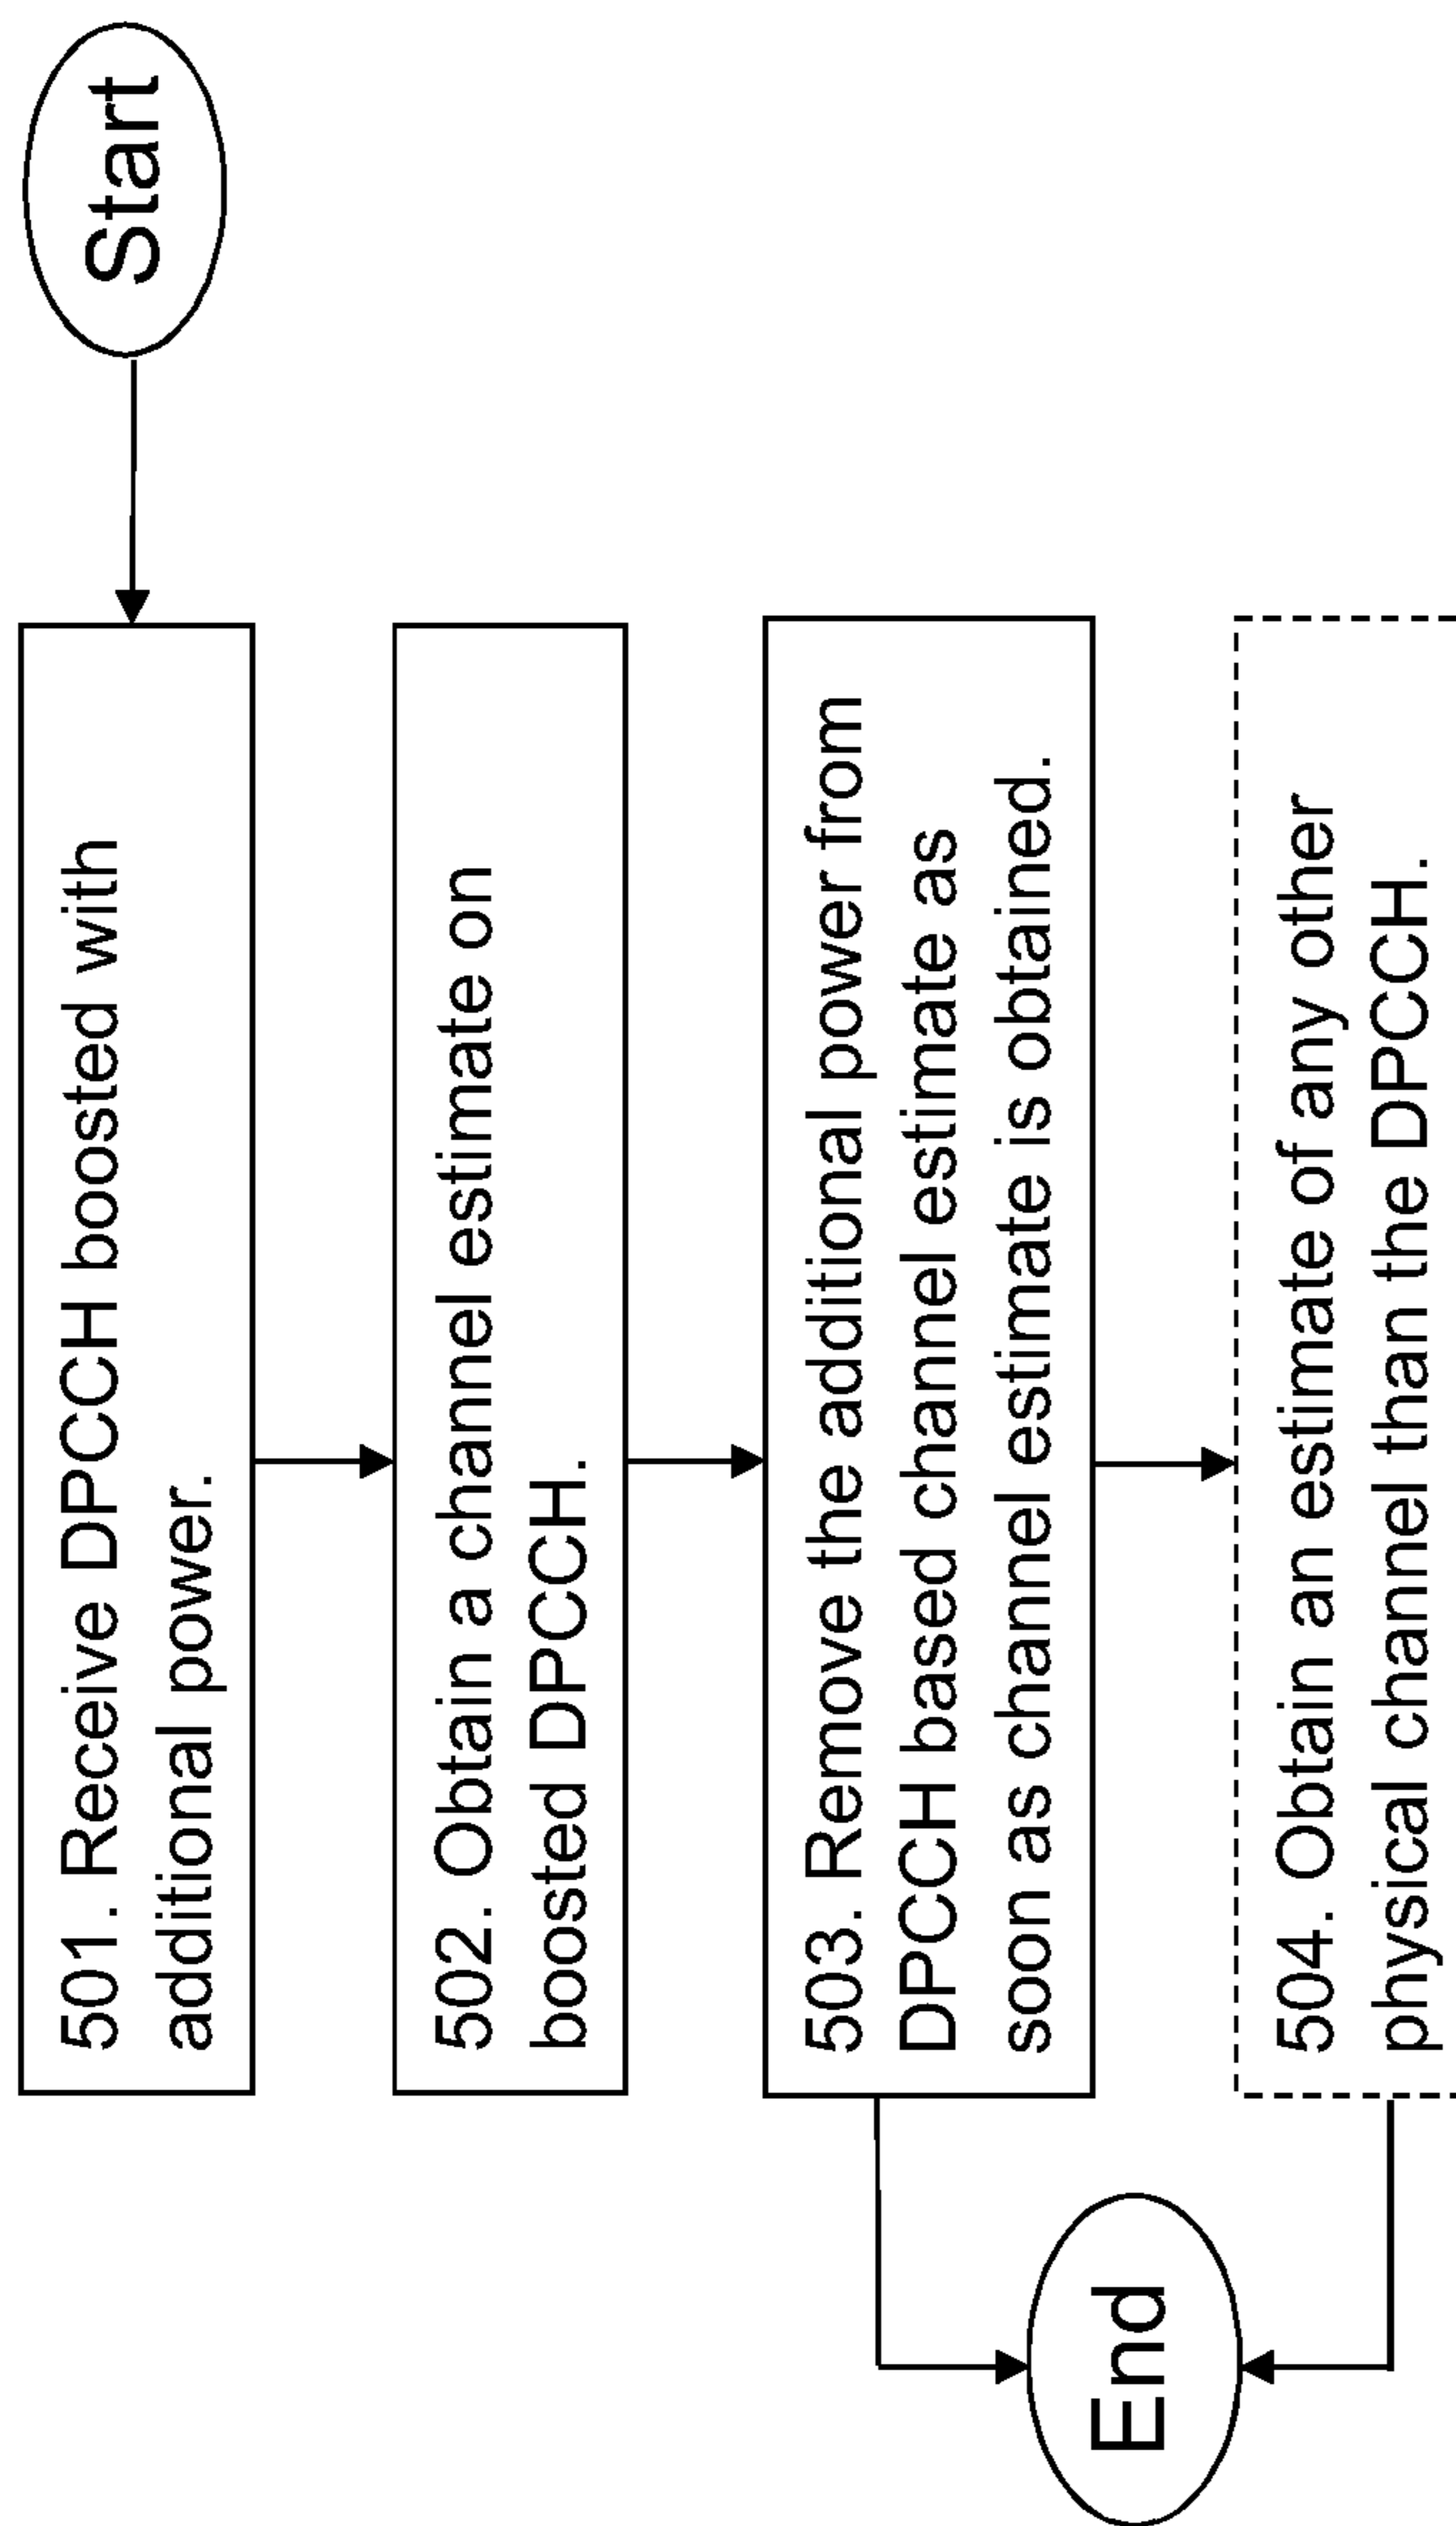 Start
501. Receive DPCCH boosted with
additional power.
502. Obtain a channel estimate on
boosted DPCCH.
503. Remove the additional power from
DPCCH based channel estimate as
soon as channel estimate is obtained.
504. Obtain an estimate of any other
physical channel than the DPCCH.
End